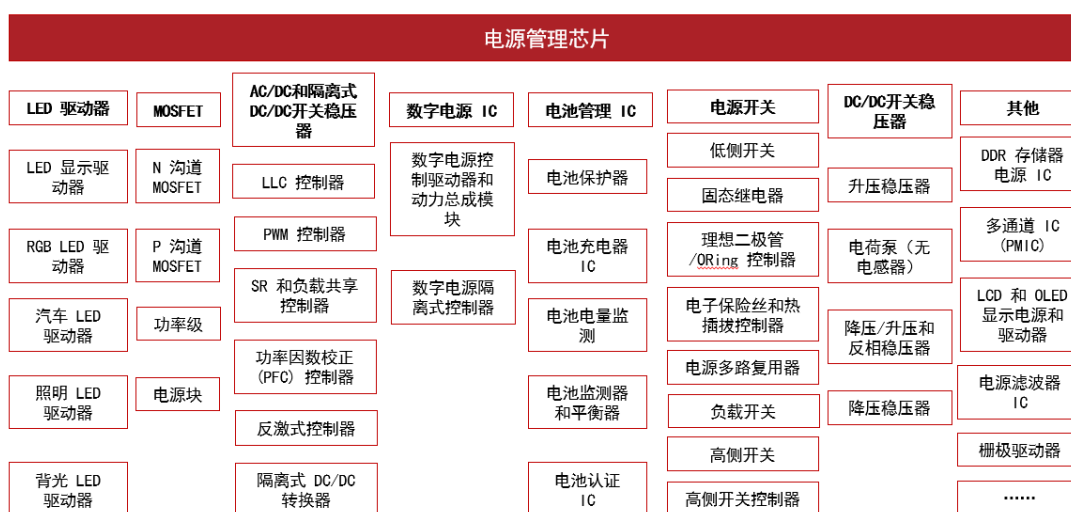 电源管理芯片
LED 驱动器
LED 显示驱
动器
RGB LED 驱
动器
汽车 LED
驱动器
照明 LED
驱动器
背光 LED
驱动器
MOSFET
N 沟道
MOSFET
P 沟道
MOSFET
功率级
电源块
AC/DC和隔离式
DC/DC开关稳压
器
LLC 控制器
PWM 控制器
SR 和负载共享
控制器
功率因数校正
(PFC) 控制器
反激式控制器
隔离式 DC/DC
转换器
数字电源 IC
数字电源控
制驱动器和
动力总成模
块
数字电源隔
离式控制器
电池管理 IC
电池保护器
电池充电器
IC
电池电量监
测
电池监测器
和平衡器
电池认证
IC
电源开关
低侧开关
固态继电器
理想二极管
/ORing 控制器
电子保险丝和热
插拔控制器
电源多路复用器
负载开关
高侧开关
高侧开关控制器
DC/DC开关稳
压器
升压稳压器
电荷泵（无
电感器）
降压/升压和
反相稳压器
降压稳压器
其他
DDR 存储器
电源 IC
多通道 IC
(PMIC)
LCD 和 OLED
显示电源和
驱动器
电源滤波器
IC
栅极驱动器
……